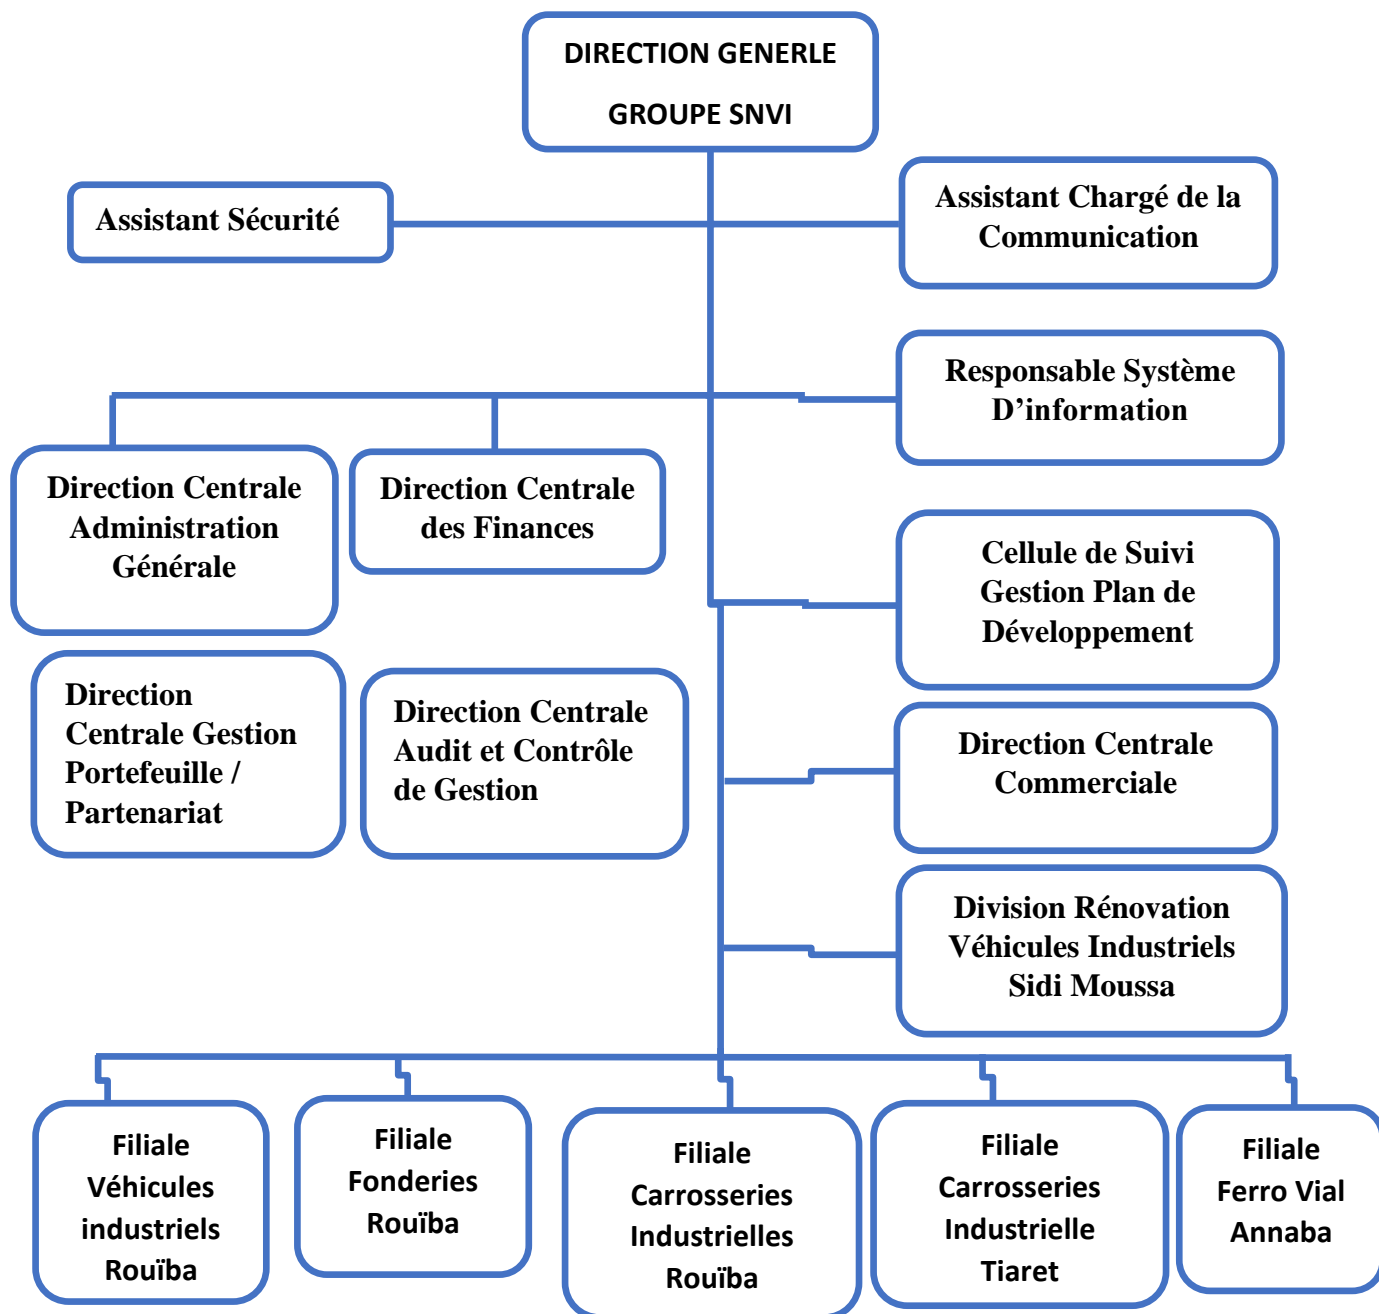 DIRECTION GENERLE
GROUPE SNVI
Assistant Sécurité
Assistant Chargé de la
Communication
Responsable Système
D’information
Direction Centrale
Administration
Générale
Direction Centrale
des Finances
Cellule de Suivi
Gestion Plan de
Développement
Direction
Centrale Gestion
Portefeuille /
Partenariat
Direction Centrale
Audit et Contrôle
de Gestion
Direction Centrale
Commerciale
Division Rénovation
Véhicules Industriels
Sidi Moussa
Filiale
Véhicules
industriels
Rouïba
Filiale
Fonderies
Rouïba
Filiale
Carrosseries
Industrielles
Rouïba
Filiale
Carrosseries
Industrielle
Tiaret
Filiale
Ferro Vial
Annaba